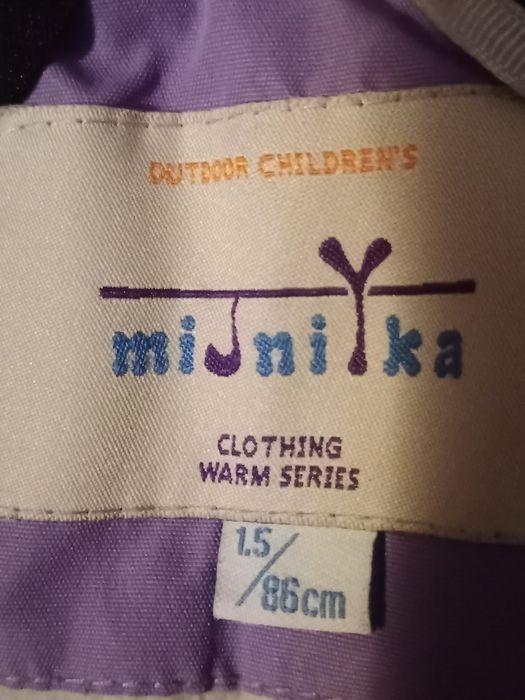 OUTDOOR CHILDREN'S
mijniYka
CLOTHING
WARM SERIES
1.5/86cm